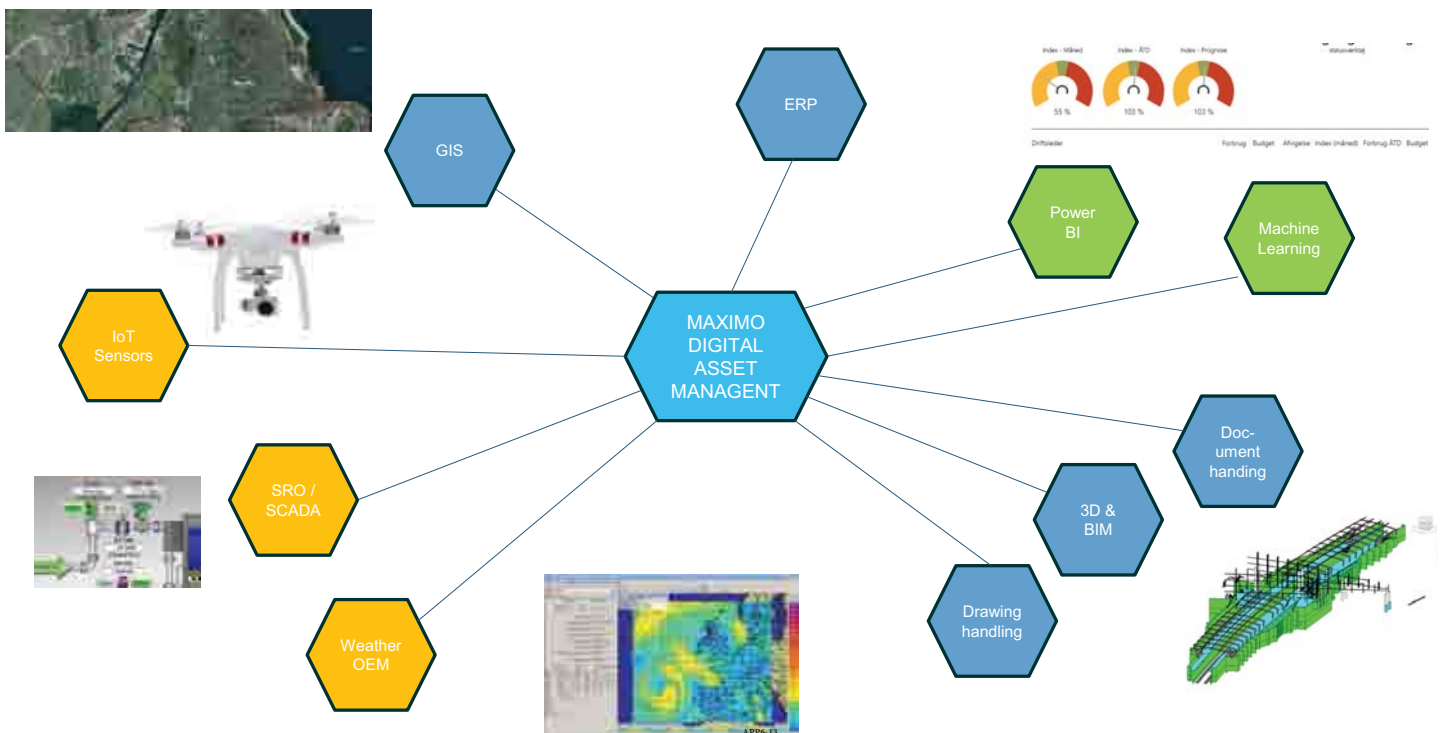 Index - Måned
Index - ÅTD
Index - Prognose
55 %
103 %
103 %
Driftsleder
Forbrug Budget Afvigelse Index (måned) Forbrug ÅTD Budget
ERP
GIS
Power
BI
Machine
Learning
IoT
Sensors
MAXIMO
DIGITAL
ASSET
MANAGENT
Doc-
ument
handing
SRO /
SCADA
3D &
BIM
Drawing
handling
Weather
OEM
APP6-13